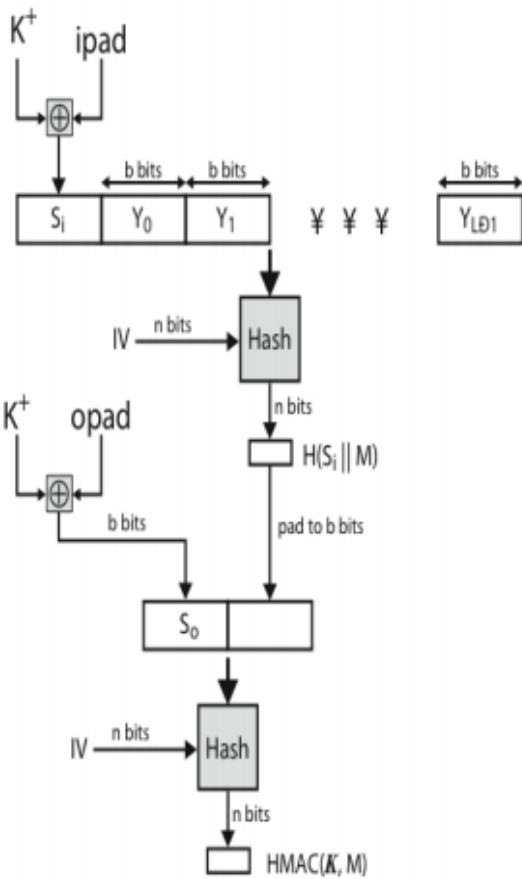 K⁺ ipad
⊕
b bits b bits b bits
Sᵢ Y₀ Y₁ ¥ ¥ ¥ Y_LĐ1
IV n bits Hash
n bits
H(Sᵢ || M)
K⁺ opad
⊕
b bits pad to b bits
Sₒ
IV n bits Hash
n bits
HMAC(K, M)